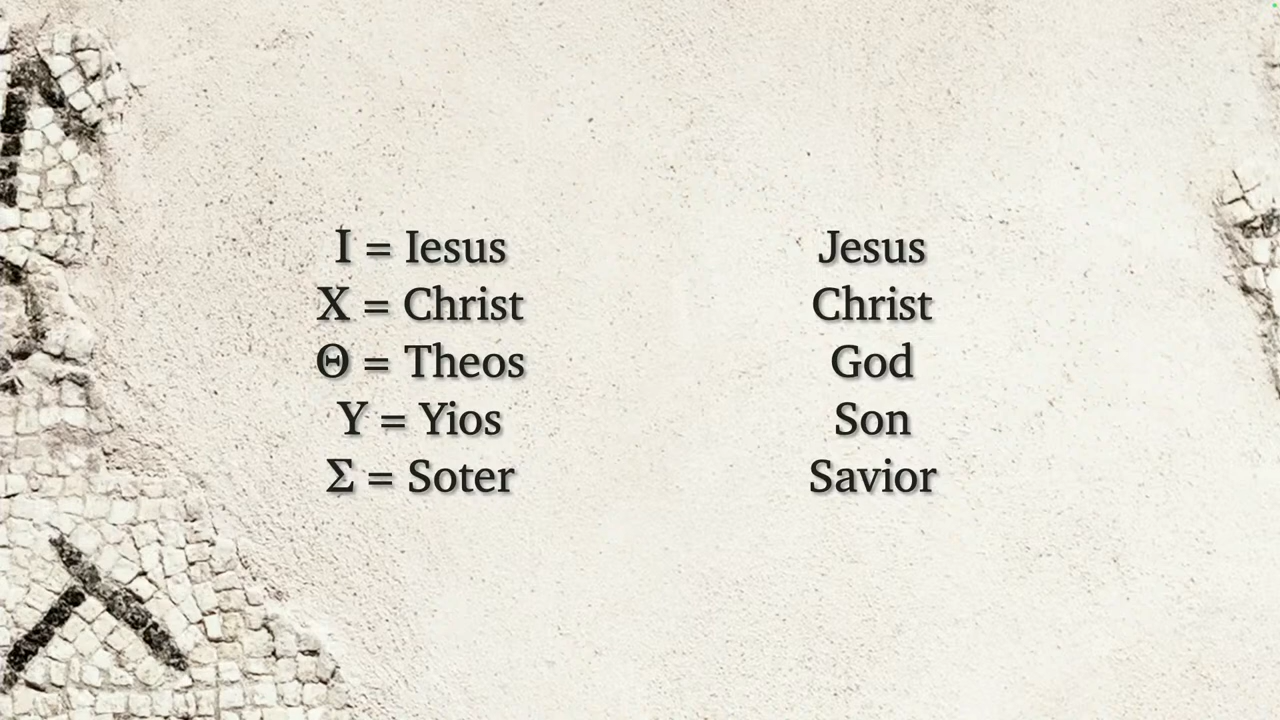 I = Iesus Jesus
X = Christ Christ
Θ = Theos God
Y = Yios Son
Σ = Soter Savior